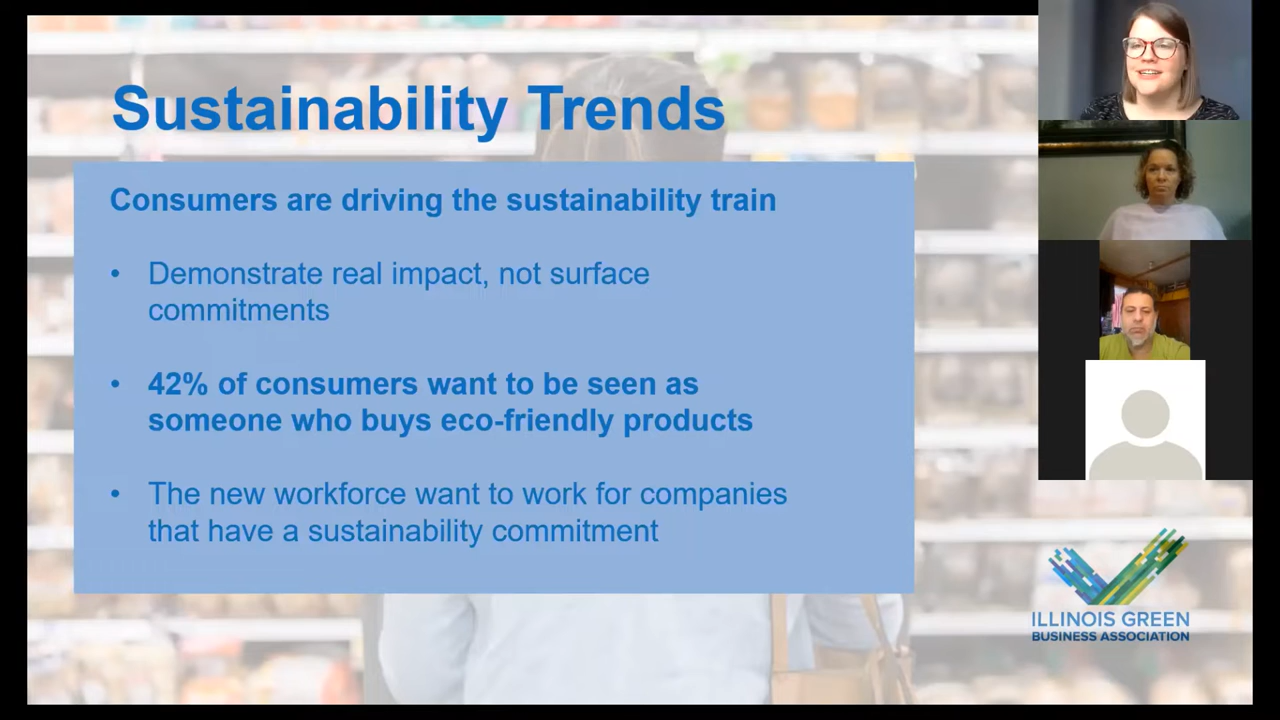 Sustainability Trends
Consumers are driving the sustainability train
• Demonstrate real impact, not surface
commitments
• 42% of consumers want to be seen as
someone who buys eco-friendly products
• The new workforce want to work for companies
that have a sustainability commitment
ILLINOIS GREEN
BUSINESS ASSOCIATION